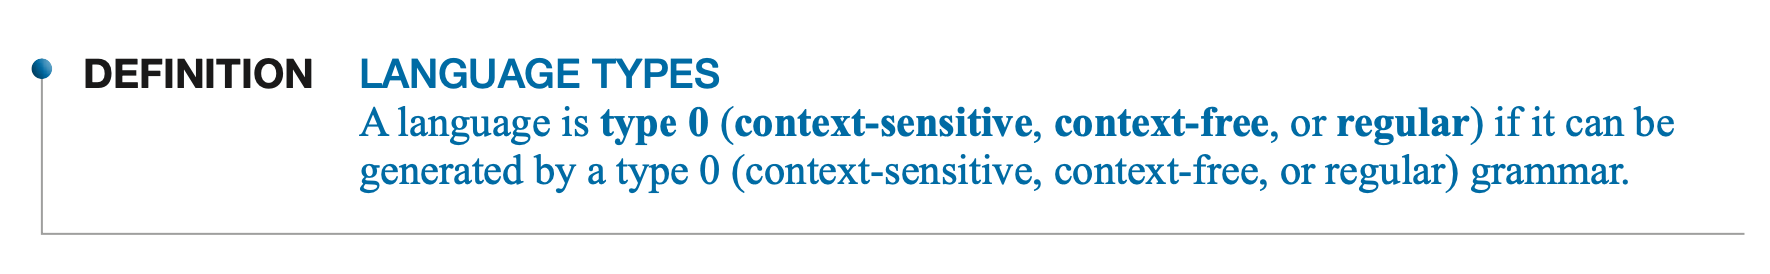 DEFINITION LANGUAGE TYPES
A language is type 0 (context-sensitive, context-free, or regular) if it can be
generated by a type 0 (context-sensitive, context-free, or regular) grammar.